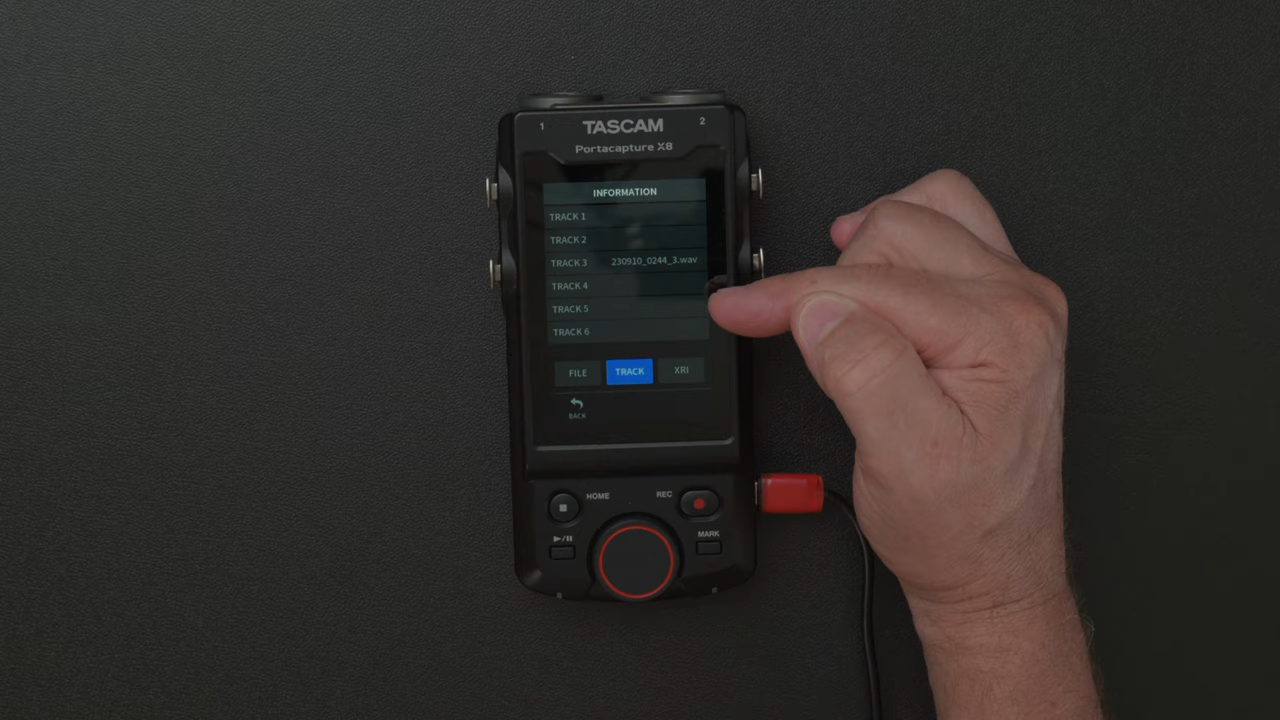 1 TASCAM 2
Portacapture X8
INFORMATION
TRACK 1
TRACK 2
TRACK 3 230910_0244_3.wav
TRACK 4
TRACK 5
TRACK 6
FILE TRACK XRI
BACK
HOME REC
▶/II MARK